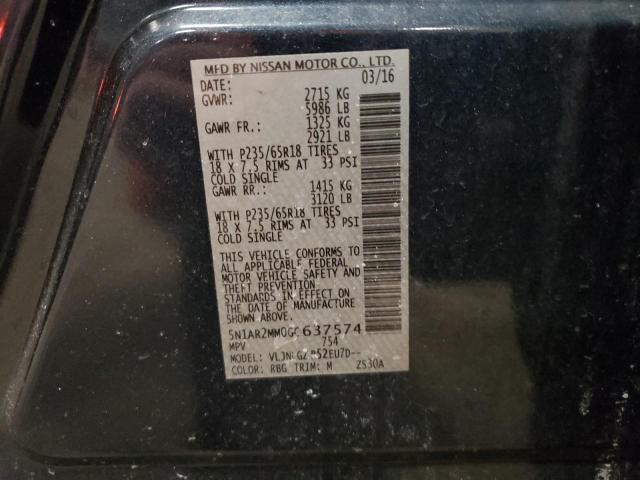 MFD BY NISSAN MOTOR CO., LTD.
DATE: 03/16
GVWR: 2715 KG
5986 LB
GAWR FR.: 1325 KG
2921 LB
WITH P235/65R18 TIRES
18 X 7.5 RIMS AT 33 PSI
COLD SINGLE
GAWR RR.: 1415 KG
3120 LB
WITH P235/65R18 TIRES
18 X 7.5 RIMS AT 33 PSI
COLD SINGLE
THIS VEHICLE CONFORMS TO
ALL APPLICABLE FEDERAL
MOTOR VEHICLE SAFETY AND
THEFT PREVENTION
STANDARDS IN EFFECT ON
THE DATE OF MANUFACTURE
SHOWN ABOVE.
5N1AR2MM0GC637574
MPV 754
MODEL:
COLOR: RBG TRIM: M ZS30A